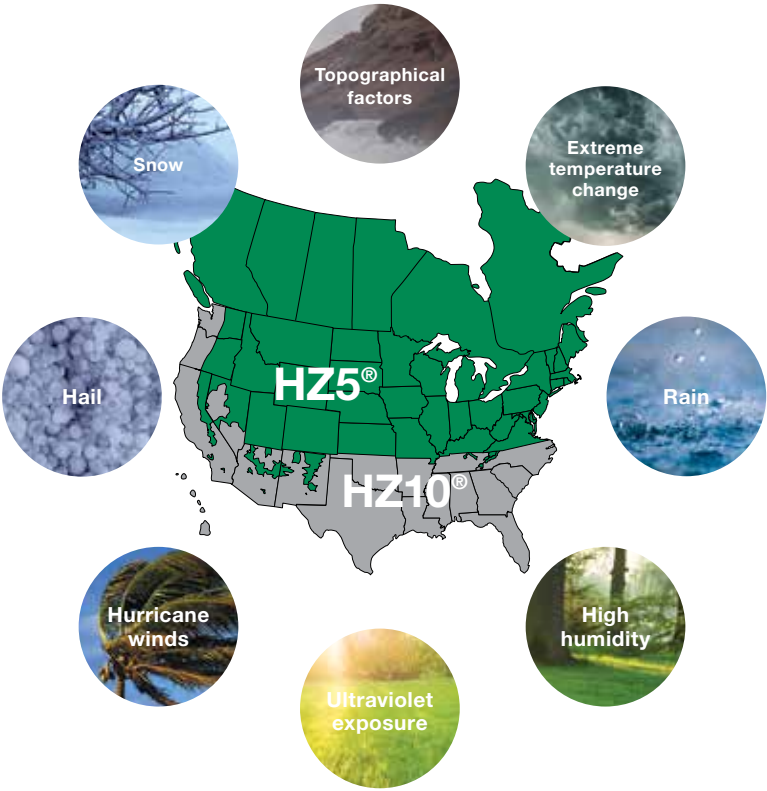 Topographical
factors
Snow
Extreme
temperature
change
HZ5®
Hail
Rain
HZ10®
Hurricane
winds
High
humidity
Ultraviolet
exposure